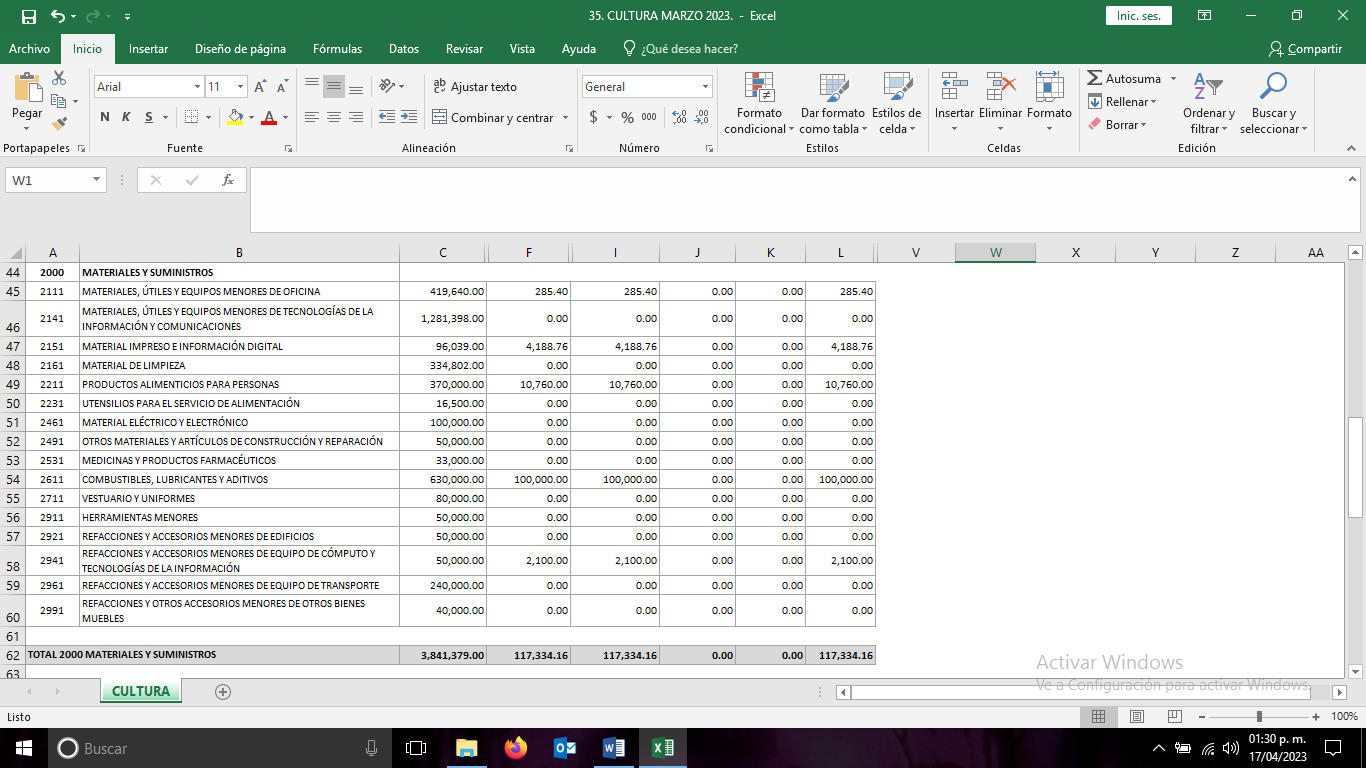 35. CULTURA MARZO 2023. - Excel
Inic. ses.
Archivo Inicio Insertar Diseño de página Fórmulas Datos Revisar Vista Ayuda ¿Qué desea hacer? Compartir
Pegar
Portapapeles
Arial 11
N K S
Fuente
Ajustar texto
Combinar y centrar
Alineación
General
$ % 000
Número
Formato condicional
Dar formato como tabla
Estilos de celda
Estilos
Insertar Eliminar Formato
Celdas
Autosuma
Rellenar
Borrar
Ordenar y filtrar
Buscar y seleccionar
Edición
W1 fx
A B C F I J K L V W X Y Z AA
44 2000 MATERIALES Y SUMINISTROS
45 2111 MATERIALES, ÚTILES Y EQUIPOS MENORES DE OFICINA 419,640.00 285.40 285.40 0.00 0.00 285.40
46 2141 MATERIALES, ÚTILES Y EQUIPOS MENORES DE TECNOLOGÍAS DE LA INFORMACIÓN Y COMUNICACIONES 1,281,398.00 0.00 0.00 0.00 0.00 0.00
47 2151 MATERIAL IMPRESO E INFORMACIÓN DIGITAL 96,039.00 4,188.76 4,188.76 0.00 0.00 4,188.76
48 2161 MATERIAL DE LIMPIEZA 334,802.00 0.00 0.00 0.00 0.00 0.00
49 2211 PRODUCTOS ALIMENTICIOS PARA PERSONAS 370,000.00 10,760.00 10,760.00 0.00 0.00 10,760.00
50 2231 UTENSILIOS PARA EL SERVICIO DE ALIMENTACIÓN 16,500.00 0.00 0.00 0.00 0.00 0.00
51 2461 MATERIAL ELÉCTRICO Y ELECTRÓNICO 100,000.00 0.00 0.00 0.00 0.00 0.00
52 2491 OTROS MATERIALES Y ARTÍCULOS DE CONSTRUCCIÓN Y REPARACIÓN 50,000.00 0.00 0.00 0.00 0.00 0.00
53 2531 MEDICINAS Y PRODUCTOS FARMACÉUTICOS 33,000.00 0.00 0.00 0.00 0.00 0.00
54 2611 COMBUSTIBLES, LUBRICANTES Y ADITIVOS 630,000.00 100,000.00 100,000.00 0.00 0.00 100,000.00
55 2711 VESTUARIO Y UNIFORMES 80,000.00 0.00 0.00 0.00 0.00 0.00
56 2911 HERRAMIENTAS MENORES 50,000.00 0.00 0.00 0.00 0.00 0.00
57 2921 REFACCIONES Y ACCESORIOS MENORES DE EDIFICIOS 50,000.00 0.00 0.00 0.00 0.00 0.00
58 2941 REFACCIONES Y ACCESORIOS MENORES DE EQUIPO DE CÓMPUTO Y TECNOLOGÍAS DE LA INFORMACIÓN 50,000.00 2,100.00 2,100.00 0.00 0.00 2,100.00
59 2961 REFACCIONES Y ACCESORIOS MENORES DE EQUIPO DE TRANSPORTE 240,000.00 0.00 0.00 0.00 0.00 0.00
60 2991 REFACCIONES Y OTROS ACCESORIOS MENORES DE OTROS BIENES MUEBLES 40,000.00 0.00 0.00 0.00 0.00 0.00
61
62 TOTAL 2000 MATERIALES Y SUMINISTROS 3,841,379.00 117,334.16 117,334.16 0.00 0.00 117,334.16
63
Activar Windows
Ve a Configuración para activar Windows.
CULTURA
Listo 100%
Buscar
01:30 p. m.
17/04/2023